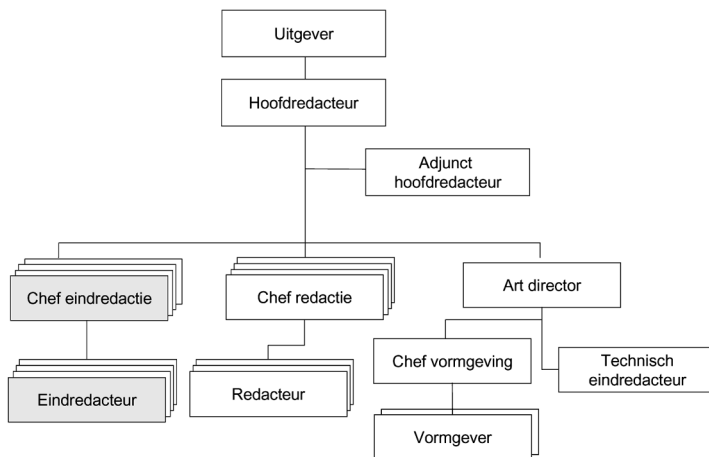 Uitgever
Hoofdredacteur
Adjunct
hoofdredacteur
Chef eindredactie
Chef redactie
Art director
Chef vormgeving
Technisch
eindredacteur
Eindredacteur
Redacteur
Vormgever